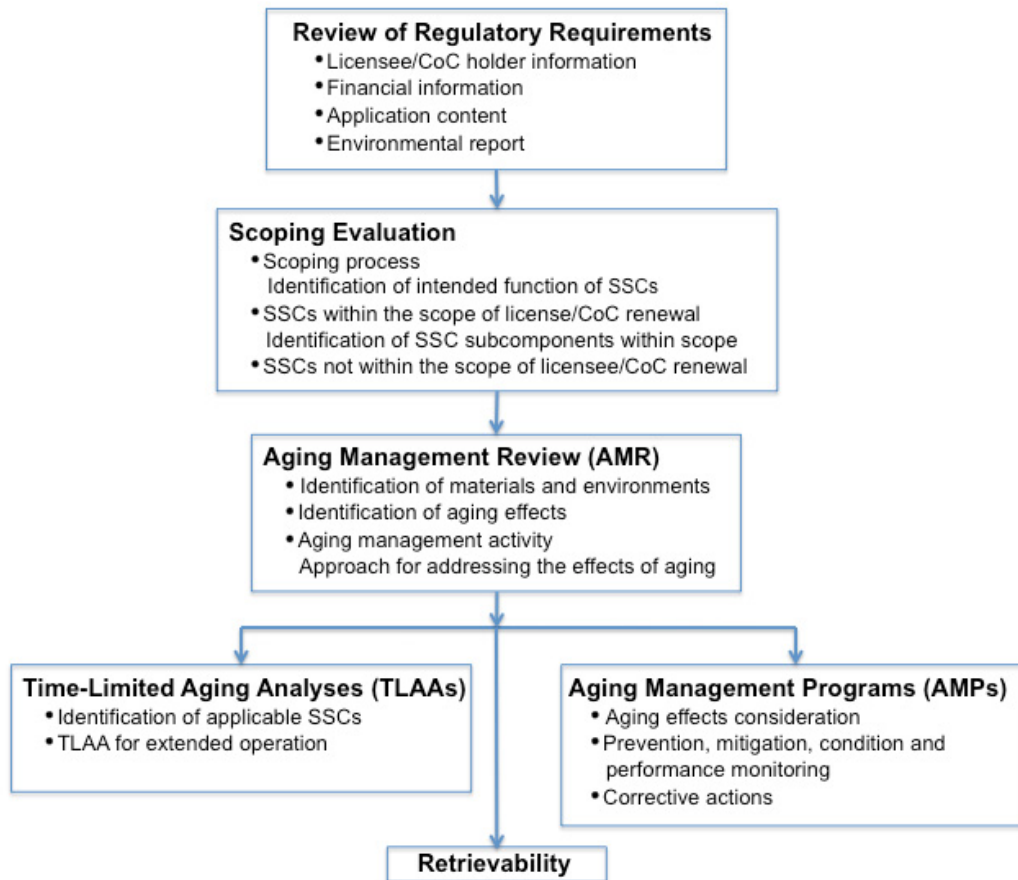 Review of Regulatory Requirements
• Licensee/CoC holder information
• Financial information
• Application content
• Environmental report
Scoping Evaluation
• Scoping process
Identification of intended function of SSCs
• SSCs within the scope of license/CoC renewal
Identification of SSC subcomponents within scope
• SSCs not within the scope of licensee/CoC renewal
Aging Management Review (AMR)
• Identification of materials and environments
• Identification of aging effects
• Aging management activity
Approach for addressing the effects of aging
Time-Limited Aging Analyses (TLAAs)
• Identification of applicable SSCs
• TLAA for extended operation
Aging Management Programs (AMPs)
• Aging effects consideration
• Prevention, mitigation, condition and
performance monitoring
• Corrective actions
Retrievability